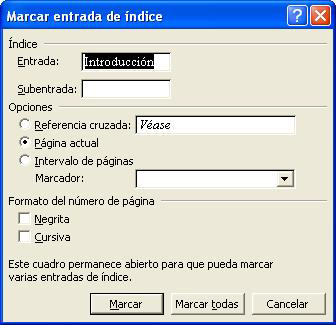 Marcar entrada de índice
Índice
Entrada: Introducción
Subentrada:
Opciones
Referencia cruzada: Véase
Página actual
Intervalo de páginas
Marcador:
Formato del número de página
Negrita
Cursiva
Este cuadro permanece abierto para que pueda marcar
varias entradas de índice.
Marcar Marcar todas Cancelar